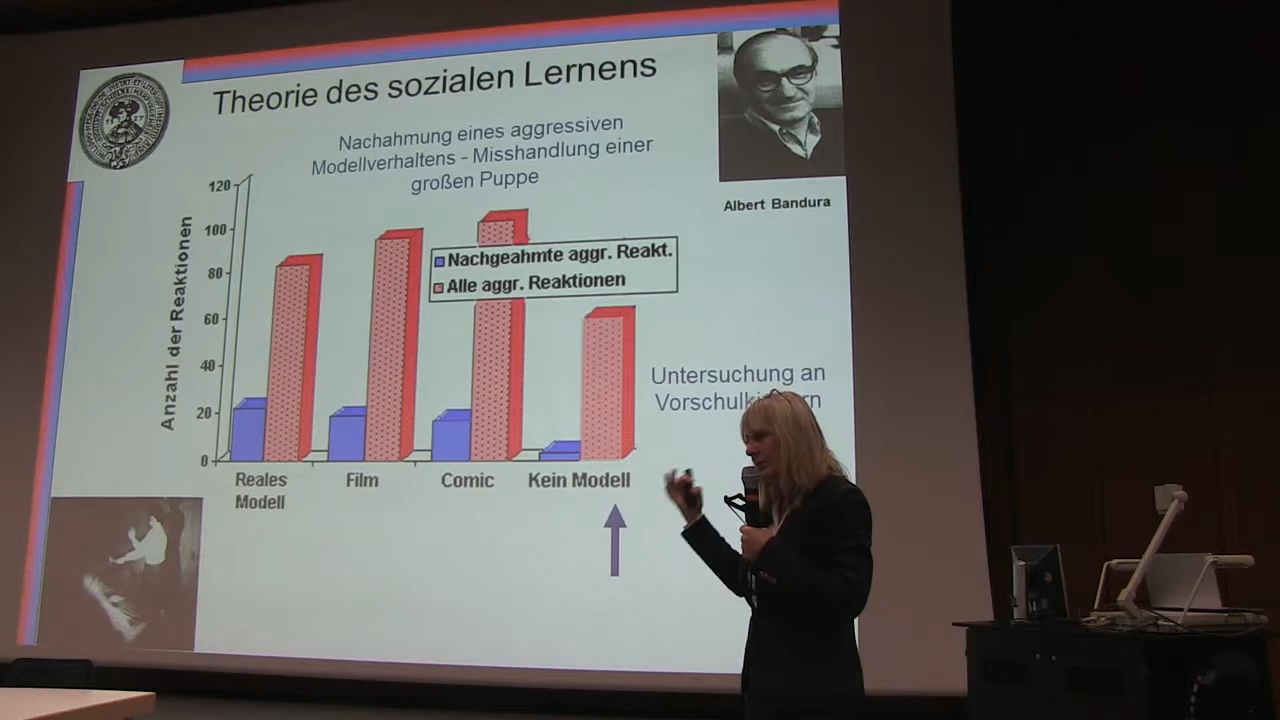 Theorie des sozialen Lernens
Nachahmung eines aggressiven
Modellverhaltens - Misshandlung einer
großen Puppe
Albert Bandura
Anzahl der Reaktionen
120
100
80
60
40
20
0
Nachgeahmte aggr. Reakt.
Alle aggr. Reaktionen
Reales
Modell
Film
Comic
Kein Modell
Untersuchung an